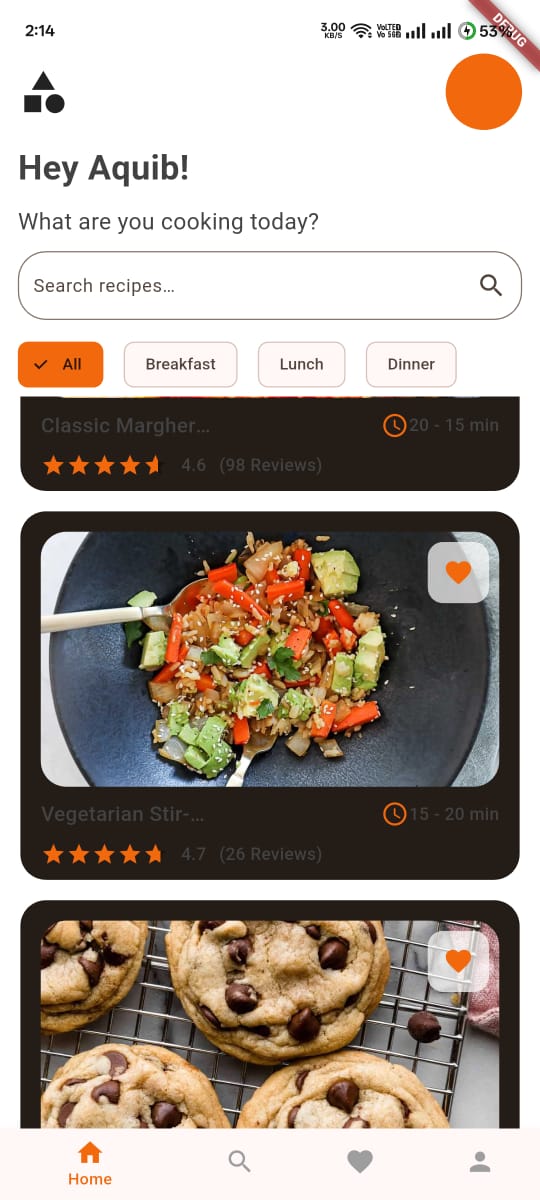 2:14
3.00 KB/S VoLTED Vo 5G2 53%
DEBUG
Hey Aquib!
What are you cooking today?
Search recipes…
All Breakfast Lunch Dinner
Classic Margher… 20 - 15 min
4.6 (98 Reviews)
Vegetarian Stir-… 15 - 20 min
4.7 (26 Reviews)
Home